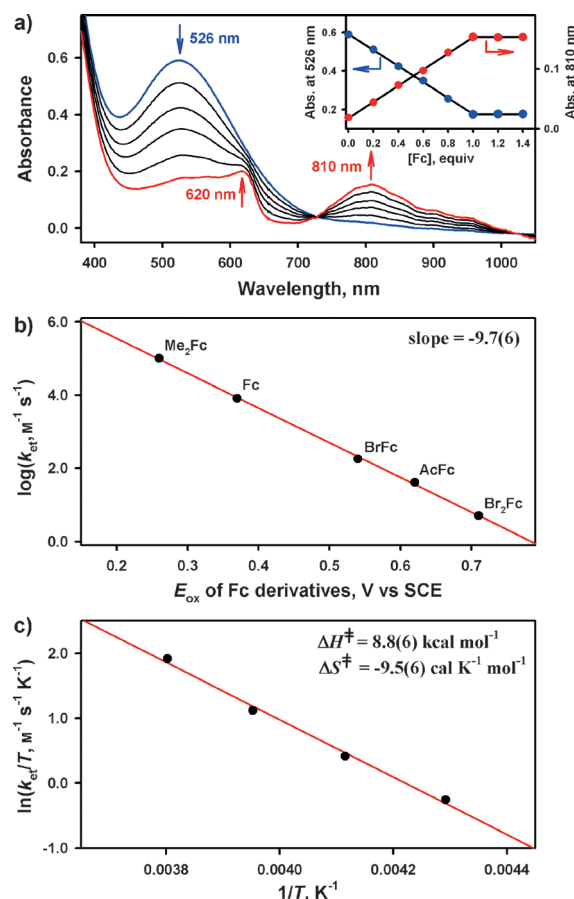 a)
526 nm
0.6
0.4
0.2
0.0
Absorbance
620 nm
810 nm
400 500 600 700 800 900 1000
Wavelength, nm
Abs. at 526 nm
0.6
0.4
0.2
Abs. at 810 nm
0.1
0.0
0.0 0.2 0.4 0.6 0.8 1.0 1.2 1.4
[Fc], equiv
b)
slope = -9.7(6)
6.0
4.0
2.0
0.0
log(k_et, M⁻¹ s⁻¹)
Me₂Fc
Fc
BrFc
AcFc
Br₂Fc
0.2 0.3 0.4 0.5 0.6 0.7
E_ox of Fc derivatives, V vs SCE
c)
ΔH‡ = 8.8(6) kcal mol⁻¹
ΔS‡ = -9.5(6) cal K⁻¹ mol⁻¹
2.0
1.0
0.0
-1.0
ln(k_et/T, M⁻¹ s⁻¹ K⁻¹)
0.0038 0.0040 0.0042 0.0044
1/T, K⁻¹